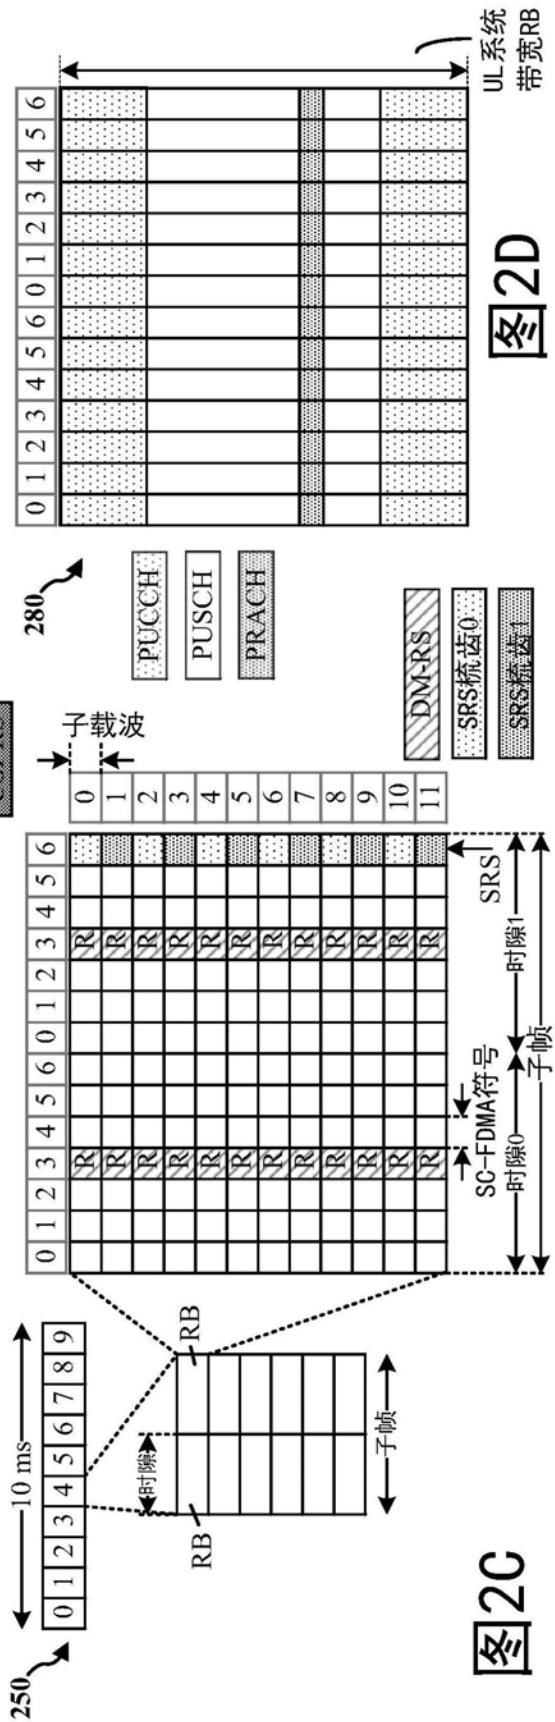 250
10 ms
0 1 2 3 4 5 6 7 8 9
时隙
RB
RB
子帧
图2C
0 1 2 3 4 5 6 0 1 2 3 4 5 6
子载波
R R 0
R R 1
R R 2
R R 3
R R 4
R R 5
R R 6
R R 7
R R 8
R R 9
R R 10
R R 11
SC-FDMA符号
SRS
时隙0
时隙1
子帧
DM-RS
SRS梳齿0
SRS梳齿1
280
PUCCH
PUSCH
PRACH
0 1 2 3 4 5 6 0 1 2 3 4 5 6
UL系统
带宽RB
图2D